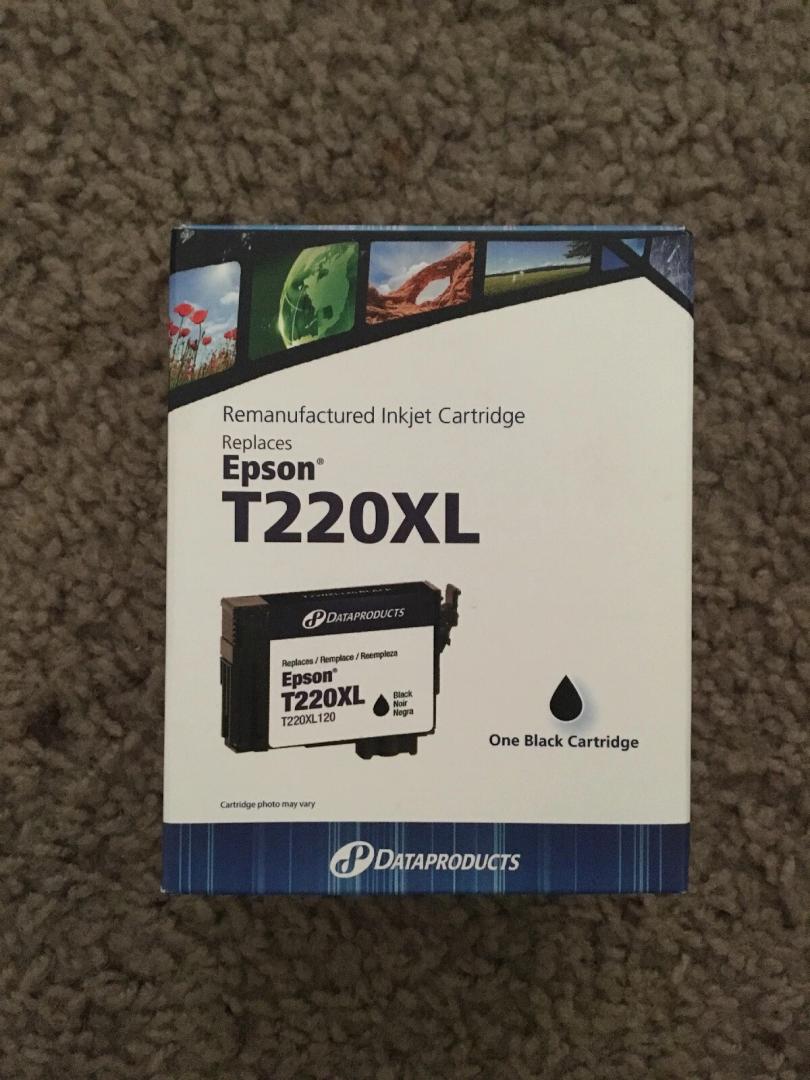 Remanufactured Inkjet Cartridge
Replaces
Epson®
T220XL
DATAPRODUCTS
Replaces / Remplace / Reempleza
Epson®
T220XL
T220XL120
Black
Noir
Negra
One Black Cartridge
Cartridge photo may vary
DATAPRODUCTS